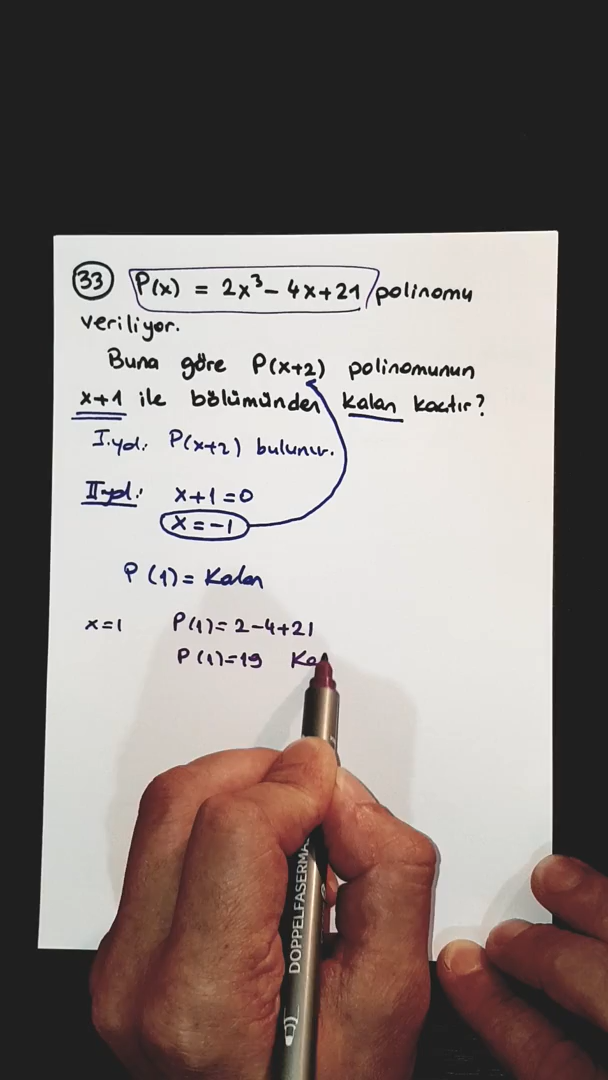 33 P(x) = 2x³ - 4x + 21 polinomu
veriliyor.
Buna göre P(x+2) polinomunun
x+1 ile bölümünden kalan kaçtır?
I.yol: P(x+2) bulunur.
II.yol: x+1=0
x = -1
P(1) = Kalan
x=1 P(1) = 2-4+21
P(1)=19
DOPPELFASERMA